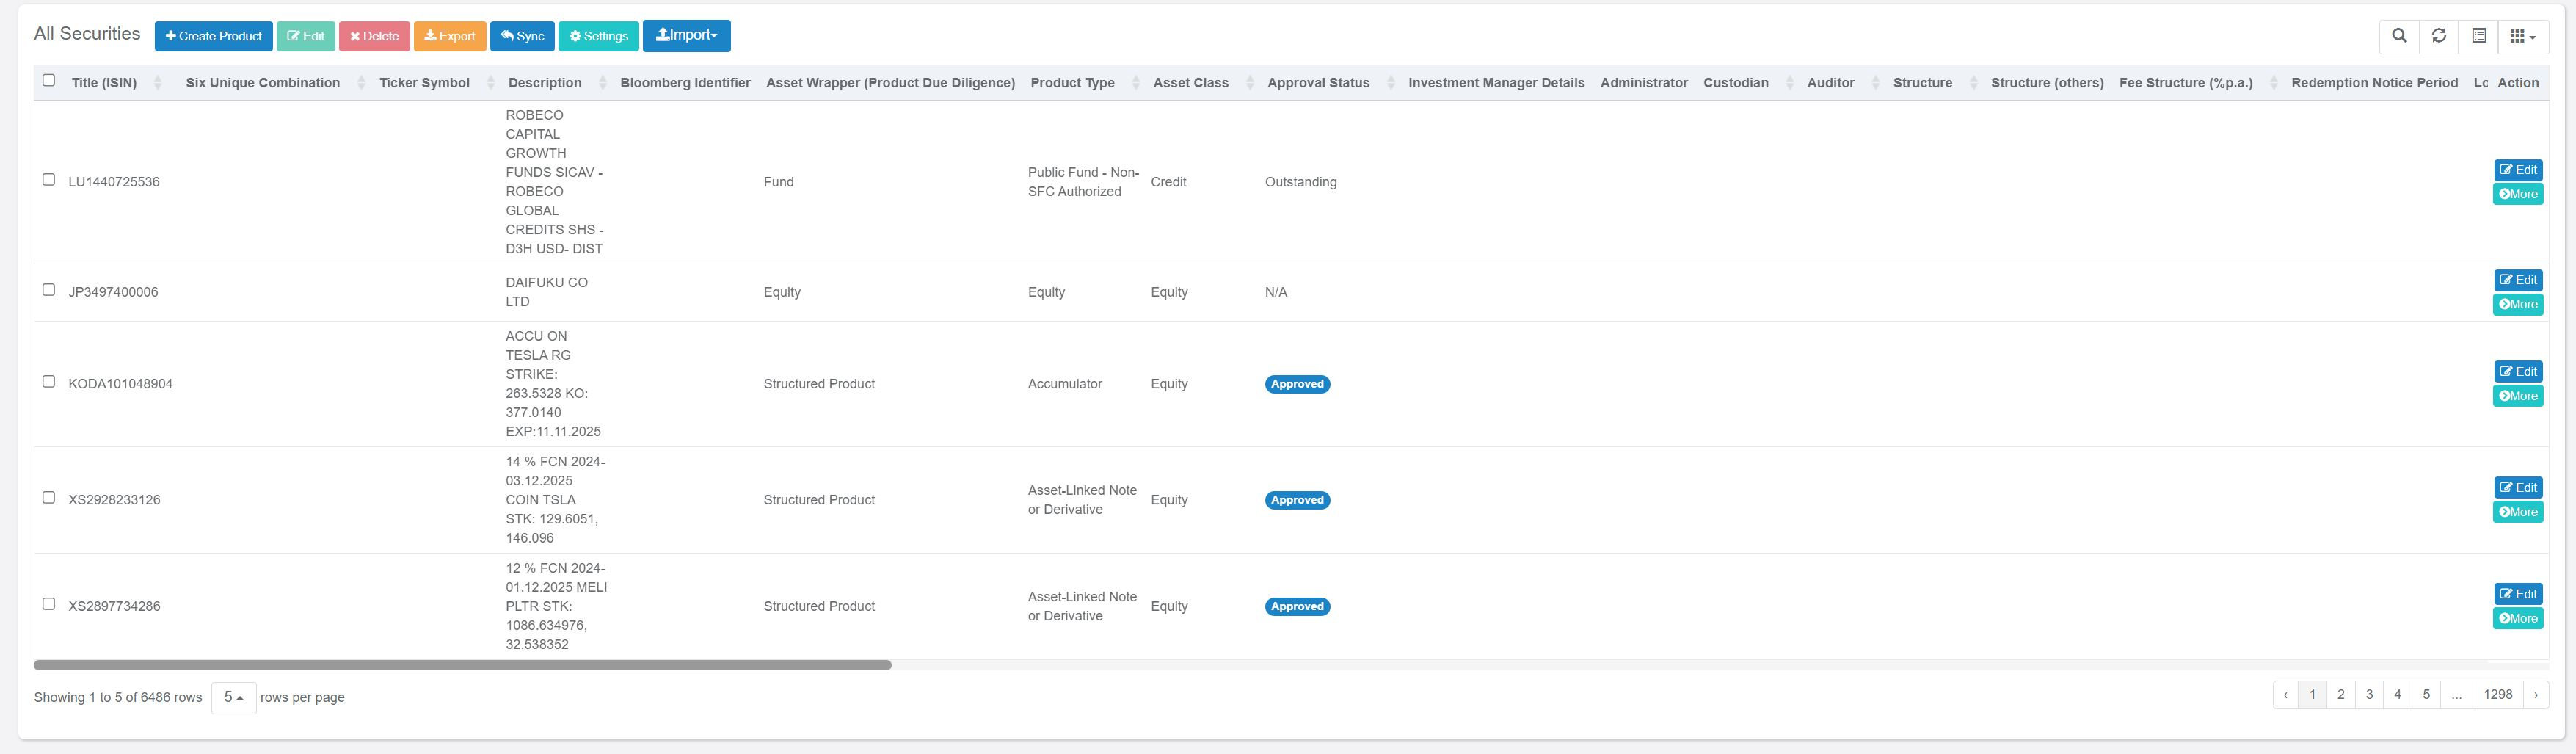 All Securities Create Product Edit Delete Export Sync Settings Import
Title (ISIN) Six Unique Combination Ticker Symbol Description Bloomberg Identifier Asset Wrapper (Product Due Diligence) Product Type Asset Class Approval Status Investment Manager Details Administrator Custodian Auditor Structure Structure (others) Fee Structure (%p.a.) Redemption Notice Period Lc Action
LU1440725536
ROBECO
CAPITAL
GROWTH
FUNDS SICAV -
ROBECO
GLOBAL
CREDITS SHS -
D3H USD- DIST
Fund
Public Fund - Non-
SFC Authorized
Credit
Outstanding
Edit
More
JP3497400006
DAIFUKU CO
LTD
Equity
Equity
Equity
N/A
Edit
More
KODA101048904
ACCU ON
TESLA RG
STRIKE:
263.5328 KO:
377.0140
EXP:11.11.2025
Structured Product
Accumulator
Equity
Approved
Edit
More
XS2928233126
14 % FCN 2024-
03.12.2025
COIN TSLA
STK: 129.6051,
146.096
Structured Product
Asset-Linked Note
or Derivative
Equity
Approved
Edit
More
XS2897734286
12 % FCN 2024-
01.12.2025 MELI
PLTR STK:
1086.634976,
32.538352
Structured Product
Asset-Linked Note
or Derivative
Equity
Approved
Edit
More
Showing 1 to 5 of 6486 rows 5 rows per page
‹ 1 2 3 4 5 ... 1298 ›